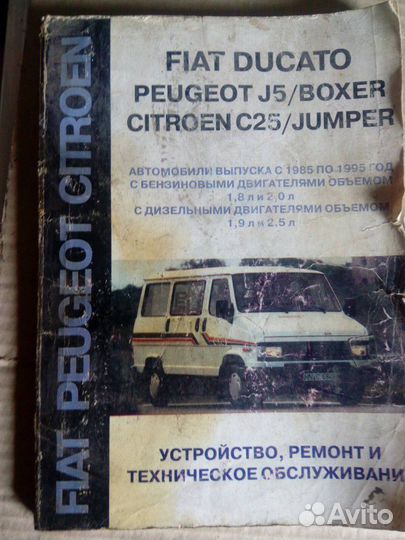 FIAT PEUGEOT CITROEN
FIAT DUCATO
PEUGEOT J5/BOXER
CITROEN C25/JUMPER
АВТОМОБИЛИ ВЫПУСКА С 1985 ПО 1995 ГОД
С БЕНЗИНОВЫМИ ДВИГАТЕЛЯМИ ОБЪЕМОМ
1,8 л и 2,0 л
С ДИЗЕЛЬНЫМИ ДВИГАТЕЛЯМИ ОБЪЕМОМ
1,9 л и 2,5 л
УСТРОЙСТВО, РЕМОНТ И
ТЕХНИЧЕСКОЕ ОБСЛУЖИВАНИ
Avito